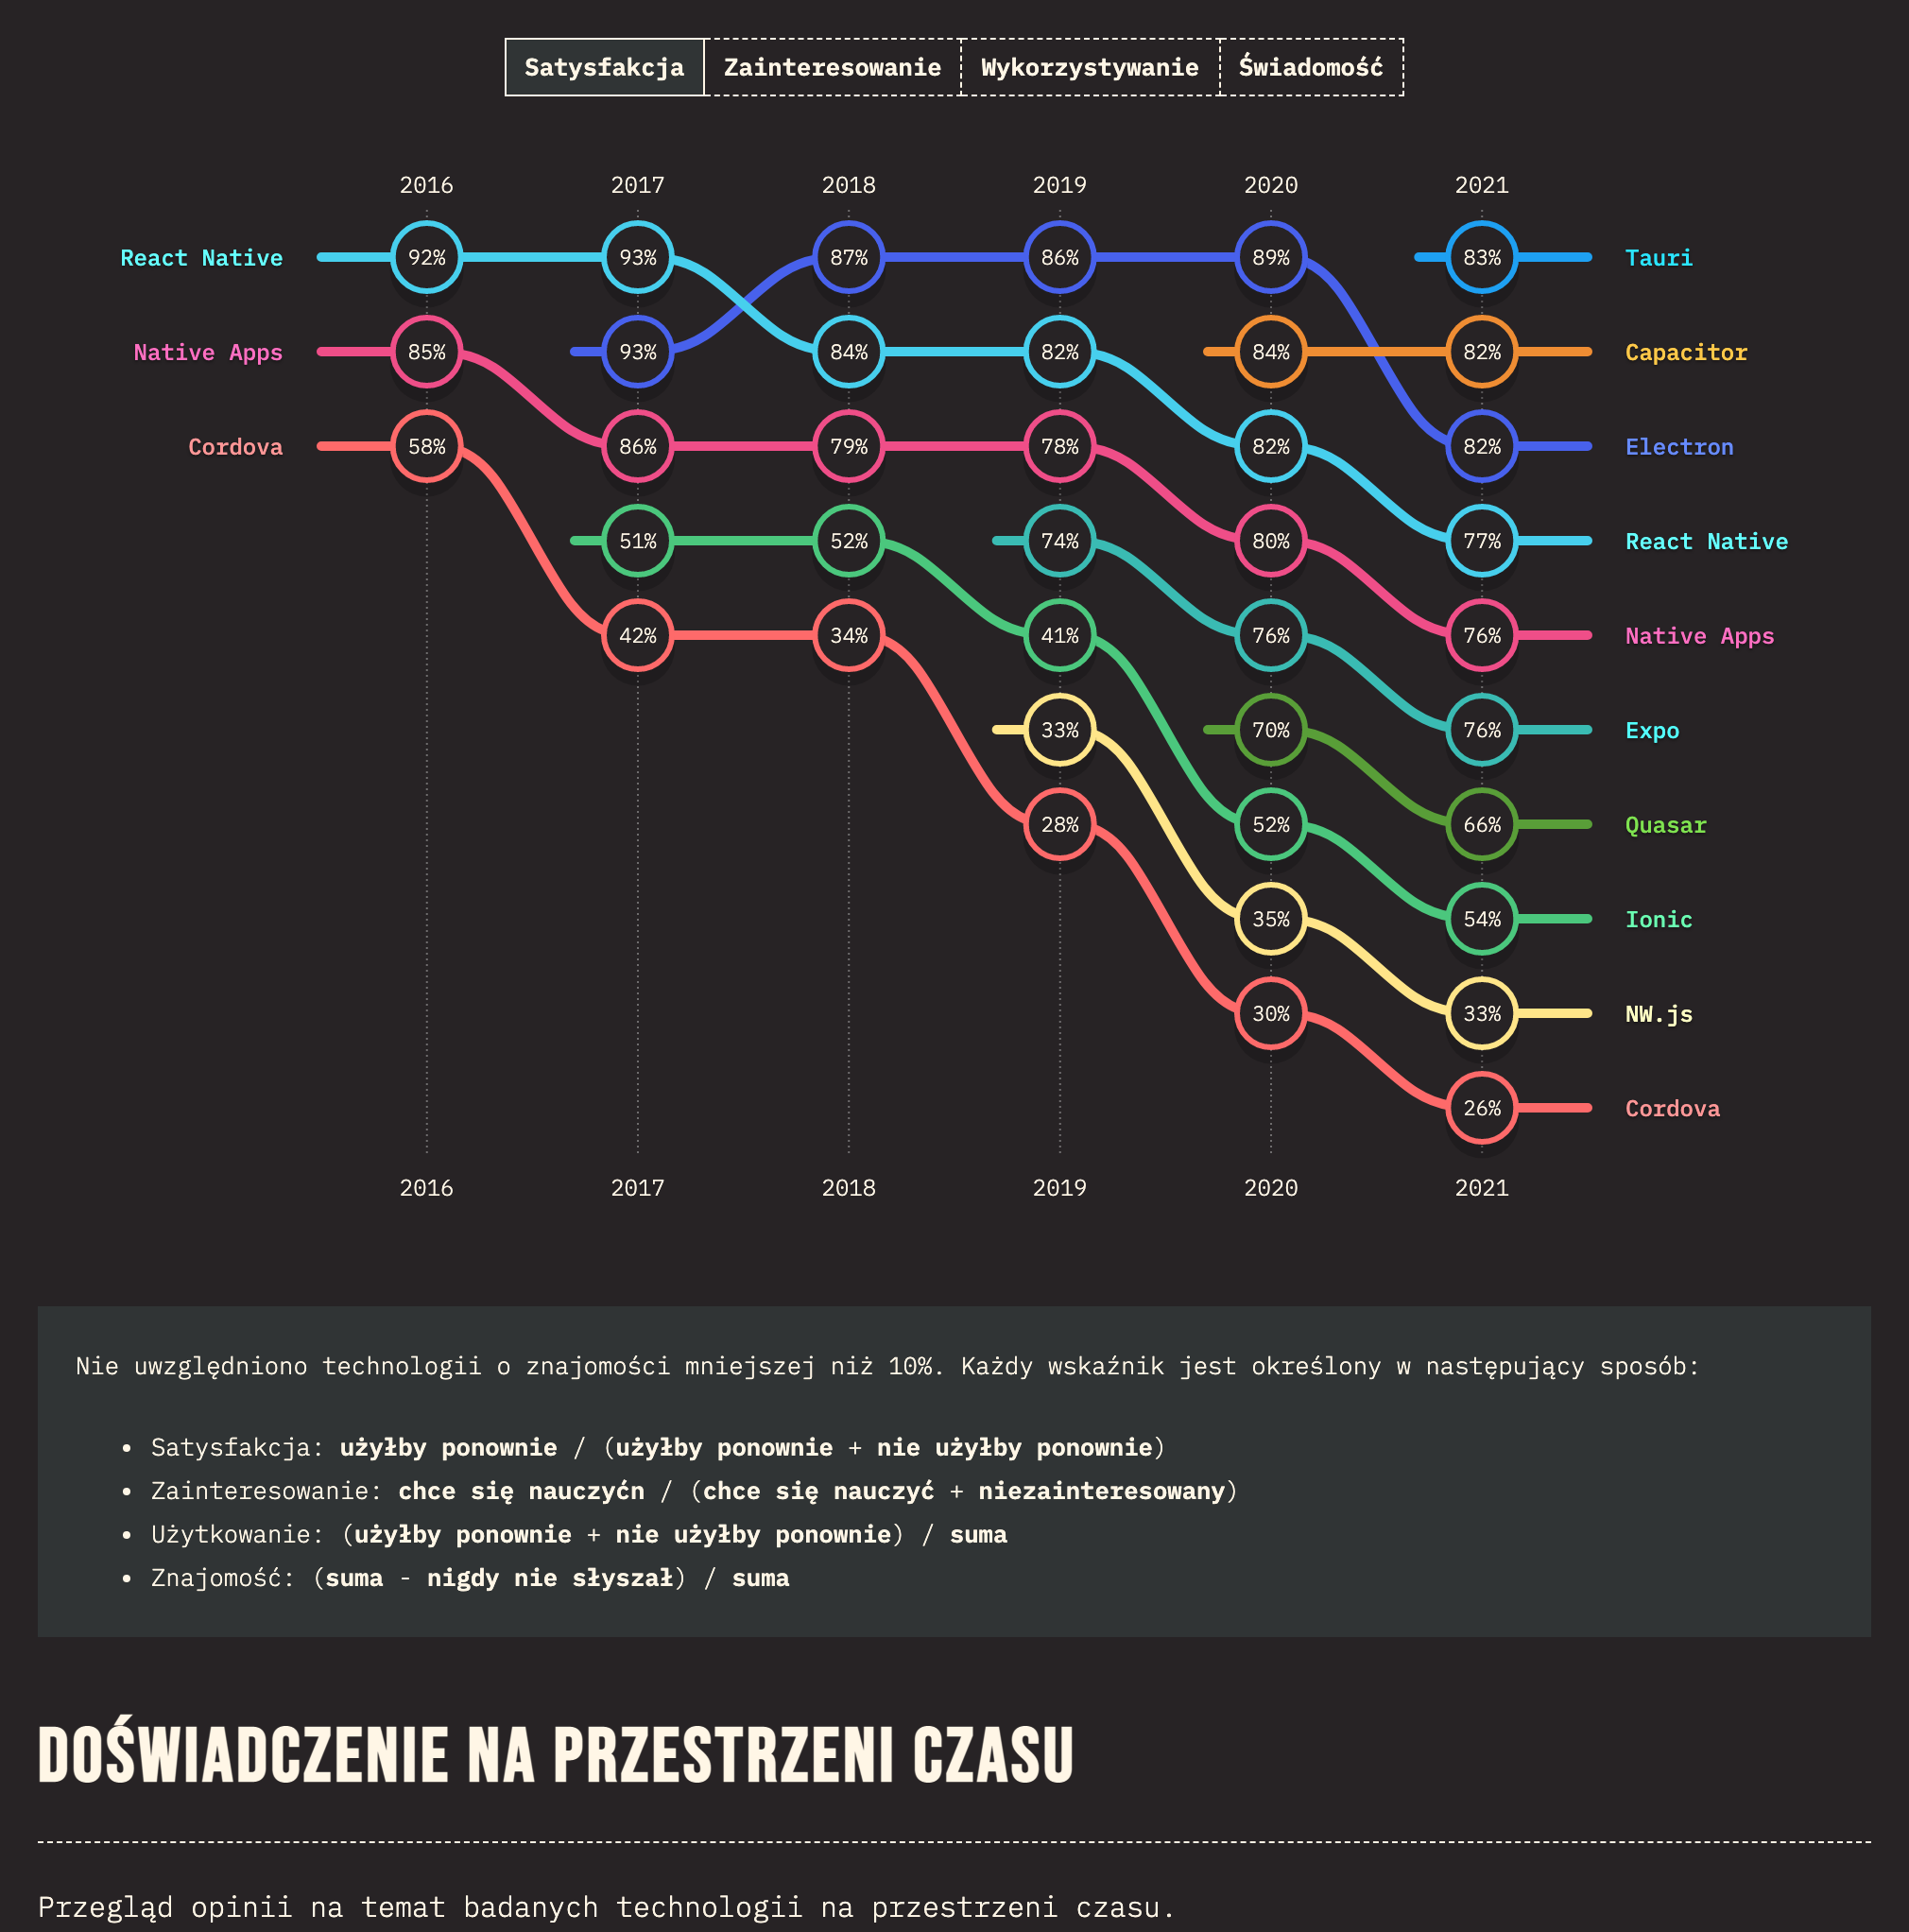 Satysfakcja Zainteresowanie Wykorzystywanie Świadomość
2016 2017 2018 2019 2020 2021
React Native 92% 93% 87% 86% 89% 83% Tauri
Native Apps 85% 93% 84% 82% 84% 82% Capacitor
Cordova 58% 86% 79% 78% 82% 82% Electron
51% 52% 74% 80% 77% React Native
42% 34% 41% 76% 76% Native Apps
33% 70% 76% Expo
28% 52% 66% Quasar
35% 54% Ionic
30% 33% NW.js
26% Cordova
2016 2017 2018 2019 2020 2021
Nie uwzględniono technologii o znajomości mniejszej niż 10%. Każdy wskaźnik jest określony w następujący sposób:
• Satysfakcja: użyłby ponownie / (użyłby ponownie + nie użyłby ponownie)
• Zainteresowanie: chce się nauczyćn / (chce się nauczyć + niezainteresowany)
• Użytkowanie: (użyłby ponownie + nie użyłby ponownie) / suma
• Znajomość: (suma - nigdy nie słyszał) / suma
DOŚWIADCZENIE NA PRZESTRZENI CZASU
Przegląd opinii na temat badanych technologii na przestrzeni czasu.